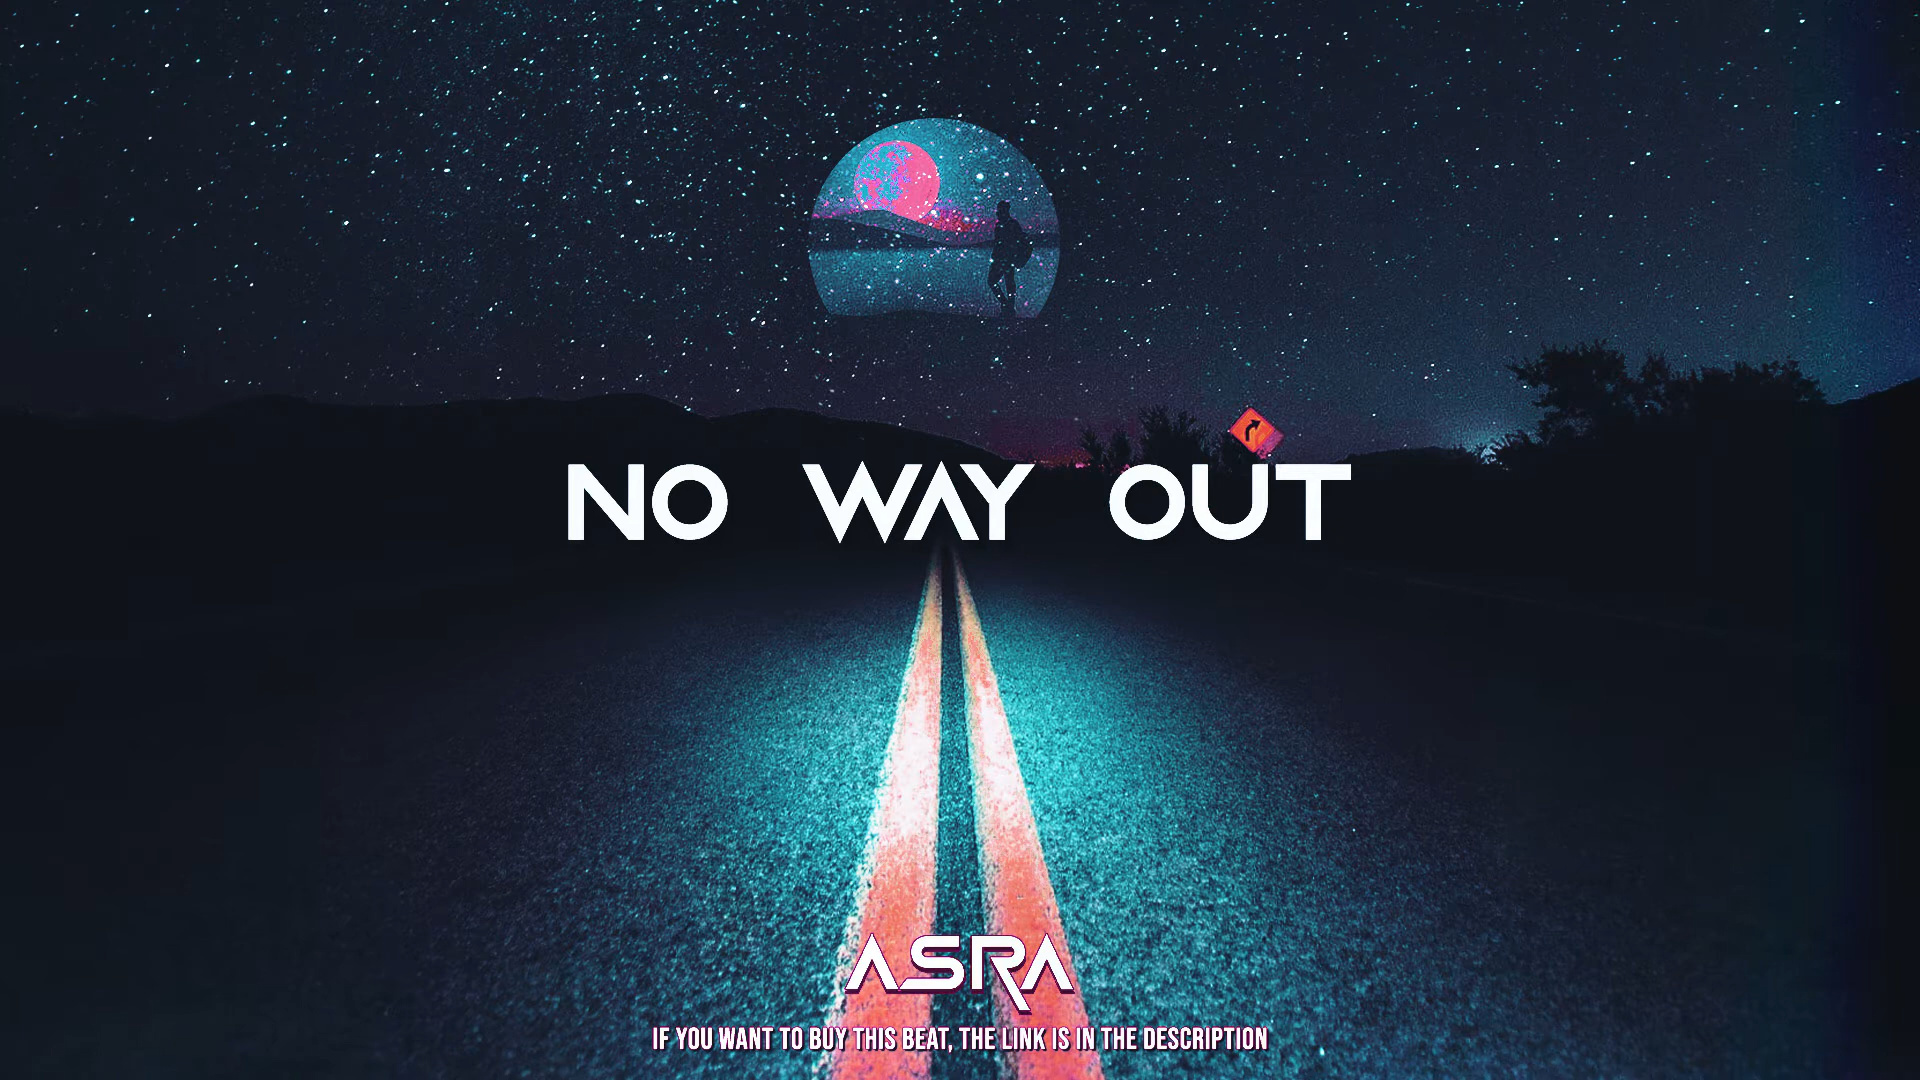 NO WAY OUT
ASRA
IF YOU WANT TO BUY THIS BEAT, THE LINK IS IN THE DESCRIPTION